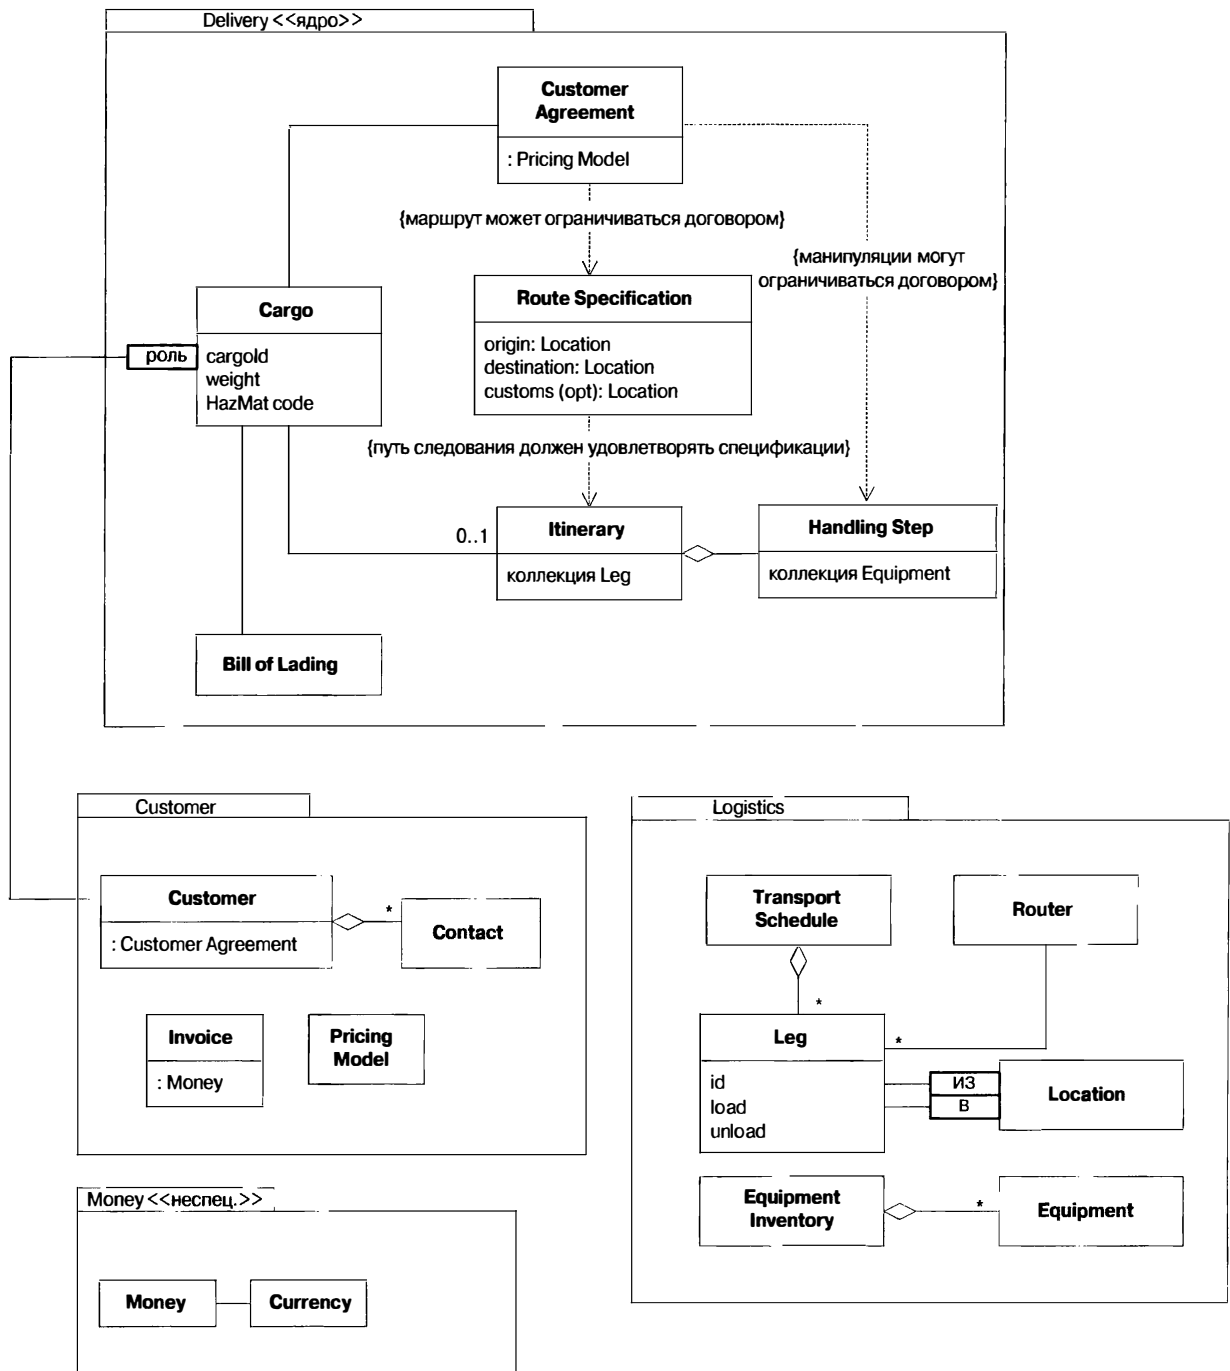 Delivery <<ядро>>
Customer
Agreement
: Pricing Model
{маршрут может ограничиваться договором}
{манипуляции могут
ограничиваться договором}
Cargo
роль
cargold
weight
HazMat code
Route Specification
origin: Location
destination: Location
customs (opt): Location
{путь следования должен удовлетворять спецификации}
0..1
Itinerary
коллекция Leg
Handling Step
коллекция Equipment
Bill of Lading
Customer
Customer
: Customer Agreement
*
Contact
Invoice
: Money
Pricing
Model
Logistics
Transport
Schedule
Router
*
Leg
*
id
load
unload
из
в
Location
Equipment
Inventory
*
Equipment
Money <<неспец.>>
Money
Currency